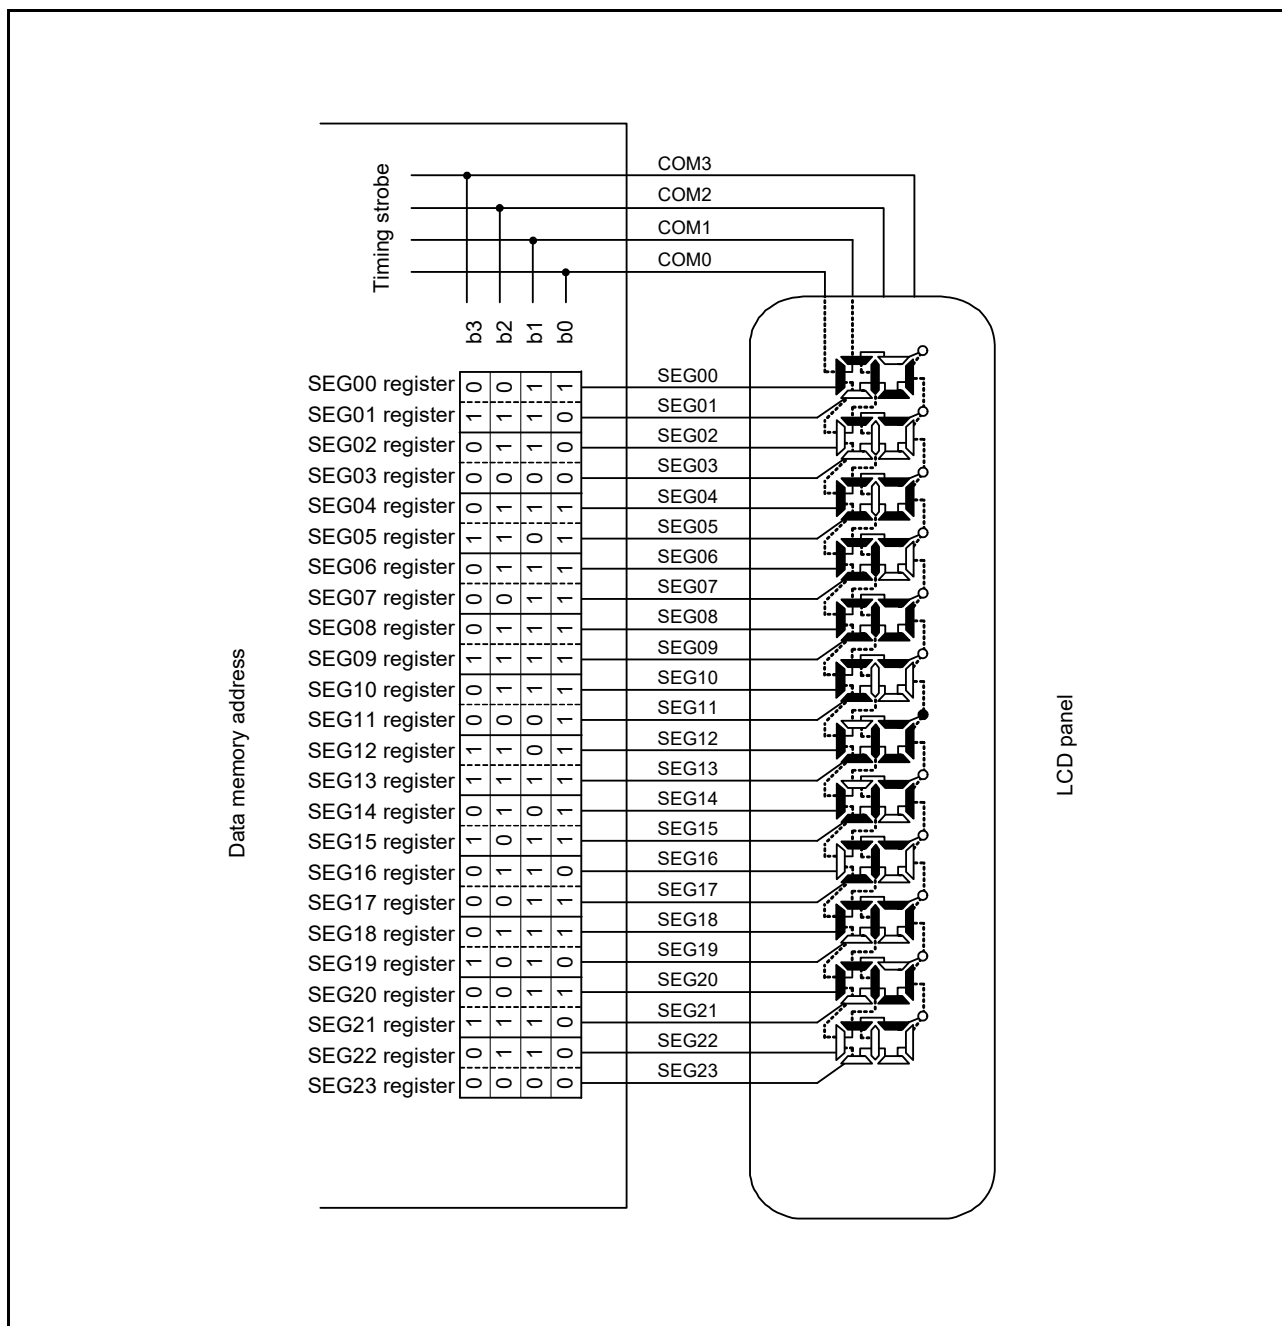 Timing strobe
COM3
COM2
COM1
COM0
b3 b2 b1 b0
SEG00 register 0 0 1 1 SEG00
SEG01 register 1 1 1 0 SEG01
SEG02 register 0 1 1 0 SEG02
SEG03 register 0 0 0 0 SEG03
SEG04 register 0 1 1 1 SEG04
SEG05 register 1 1 0 1 SEG05
SEG06 register 0 1 1 1 SEG06
SEG07 register 0 0 1 1 SEG07
SEG08 register 0 1 1 1 SEG08
SEG09 register 1 1 1 1 SEG09
SEG10 register 0 1 1 1 SEG10
SEG11 register 0 0 0 1 SEG11
SEG12 register 1 1 0 1 SEG12
SEG13 register 1 1 1 1 SEG13
SEG14 register 0 1 0 1 SEG14
SEG15 register 1 0 1 1 SEG15
SEG16 register 0 1 1 0 SEG16
SEG17 register 0 0 1 1 SEG17
SEG18 register 0 1 1 1 SEG18
SEG19 register 1 0 1 0 SEG19
SEG20 register 0 0 1 1 SEG20
SEG21 register 1 1 1 0 SEG21
SEG22 register 0 1 1 0 SEG22
SEG23 register 0 0 0 0 SEG23
Data memory address
LCD panel